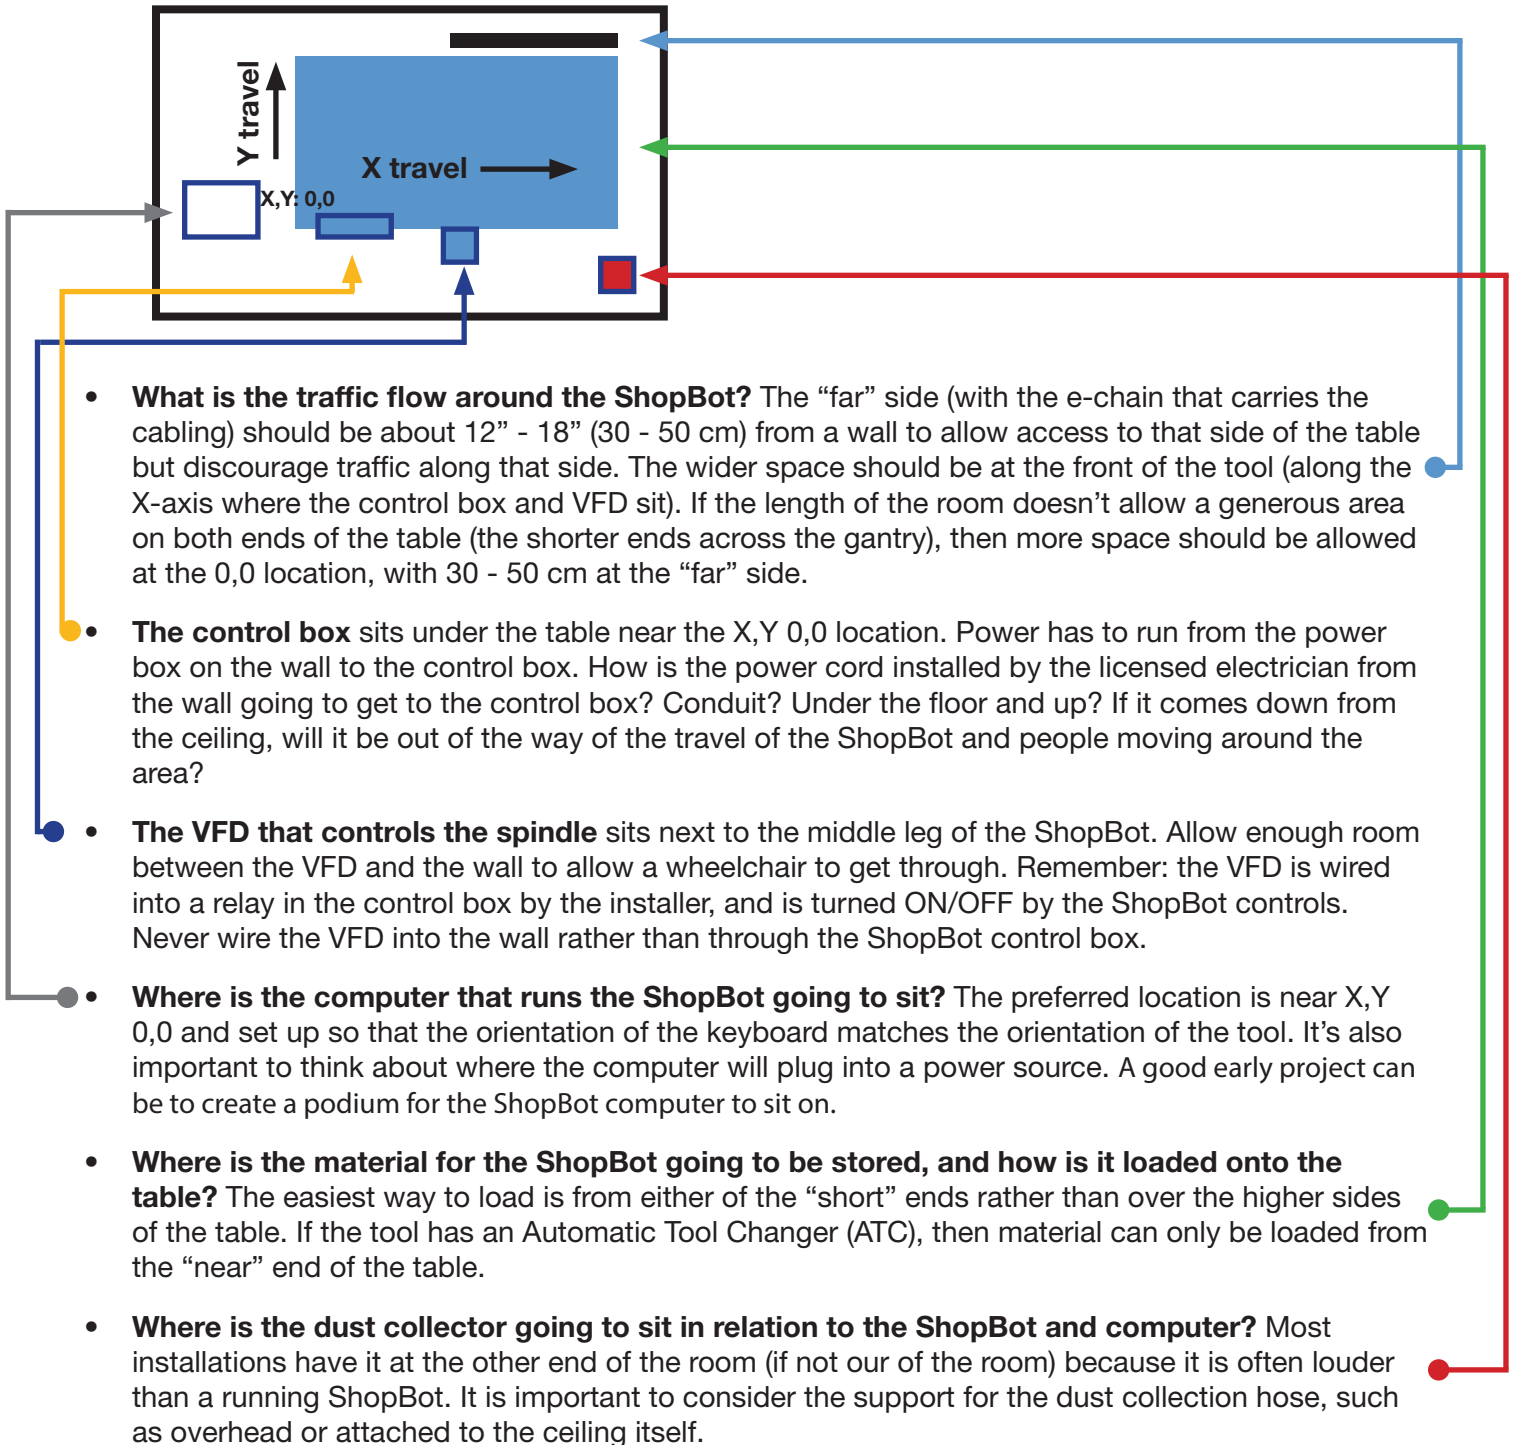 Y travel
X travel
X,Y: 0,0
• What is the traffic flow around the ShopBot? The “far” side (with the e-chain that carries the
cabling) should be about 12” - 18” (30 - 50 cm) from a wall to allow access to that side of the table
but discourage traffic along that side. The wider space should be at the front of the tool (along the
X-axis where the control box and VFD sit). If the length of the room doesn’t allow a generous area
on both ends of the table (the shorter ends across the gantry), then more space should be allowed
at the 0,0 location, with 30 - 50 cm at the “far” side.
• The control box sits under the table near the X,Y 0,0 location. Power has to run from the power
box on the wall to the control box. How is the power cord installed by the licensed electrician from
the wall going to get to the control box? Conduit? Under the floor and up? If it comes down from
the ceiling, will it be out of the way of the travel of the ShopBot and people moving around the
area?
• The VFD that controls the spindle sits next to the middle leg of the ShopBot. Allow enough room
between the VFD and the wall to allow a wheelchair to get through. Remember: the VFD is wired
into a relay in the control box by the installer, and is turned ON/OFF by the ShopBot controls.
Never wire the VFD into the wall rather than through the ShopBot control box.
• Where is the computer that runs the ShopBot going to sit? The preferred location is near X,Y
0,0 and set up so that the orientation of the keyboard matches the orientation of the tool. It’s also
important to think about where the computer will plug into a power source. A good early project can
be to create a podium for the ShopBot computer to sit on.
• Where is the material for the ShopBot going to be stored, and how is it loaded onto the
table? The easiest way to load is from either of the “short” ends rather than over the higher sides
of the table. If the tool has an Automatic Tool Changer (ATC), then material can only be loaded from
the “near” end of the table.
• Where is the dust collector going to sit in relation to the ShopBot and computer? Most
installations have it at the other end of the room (if not our of the room) because it is often louder
than a running ShopBot. It is important to consider the support for the dust collection hose, such
as overhead or attached to the ceiling itself.